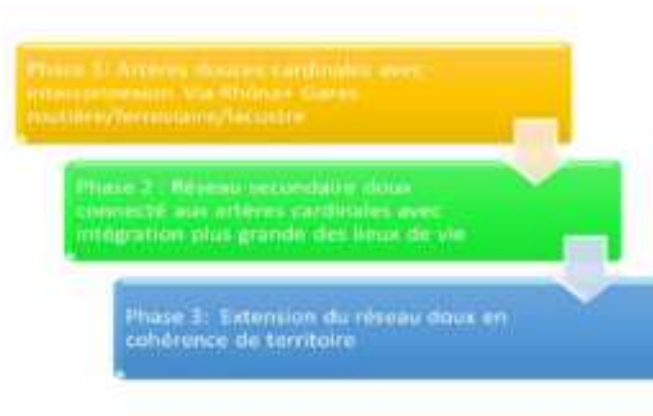 Phase 1: Artères douces cardinales avec
interconnexion Via Rhôna+ Gares
routière/ferroviaire/lacustre
Phase 2 : Réseau secondaire doux
connecté aux artères cardinales avec
intégration plus grande des lieux de vie
Phase 3: Extension du réseau doux en
cohérence de territoire